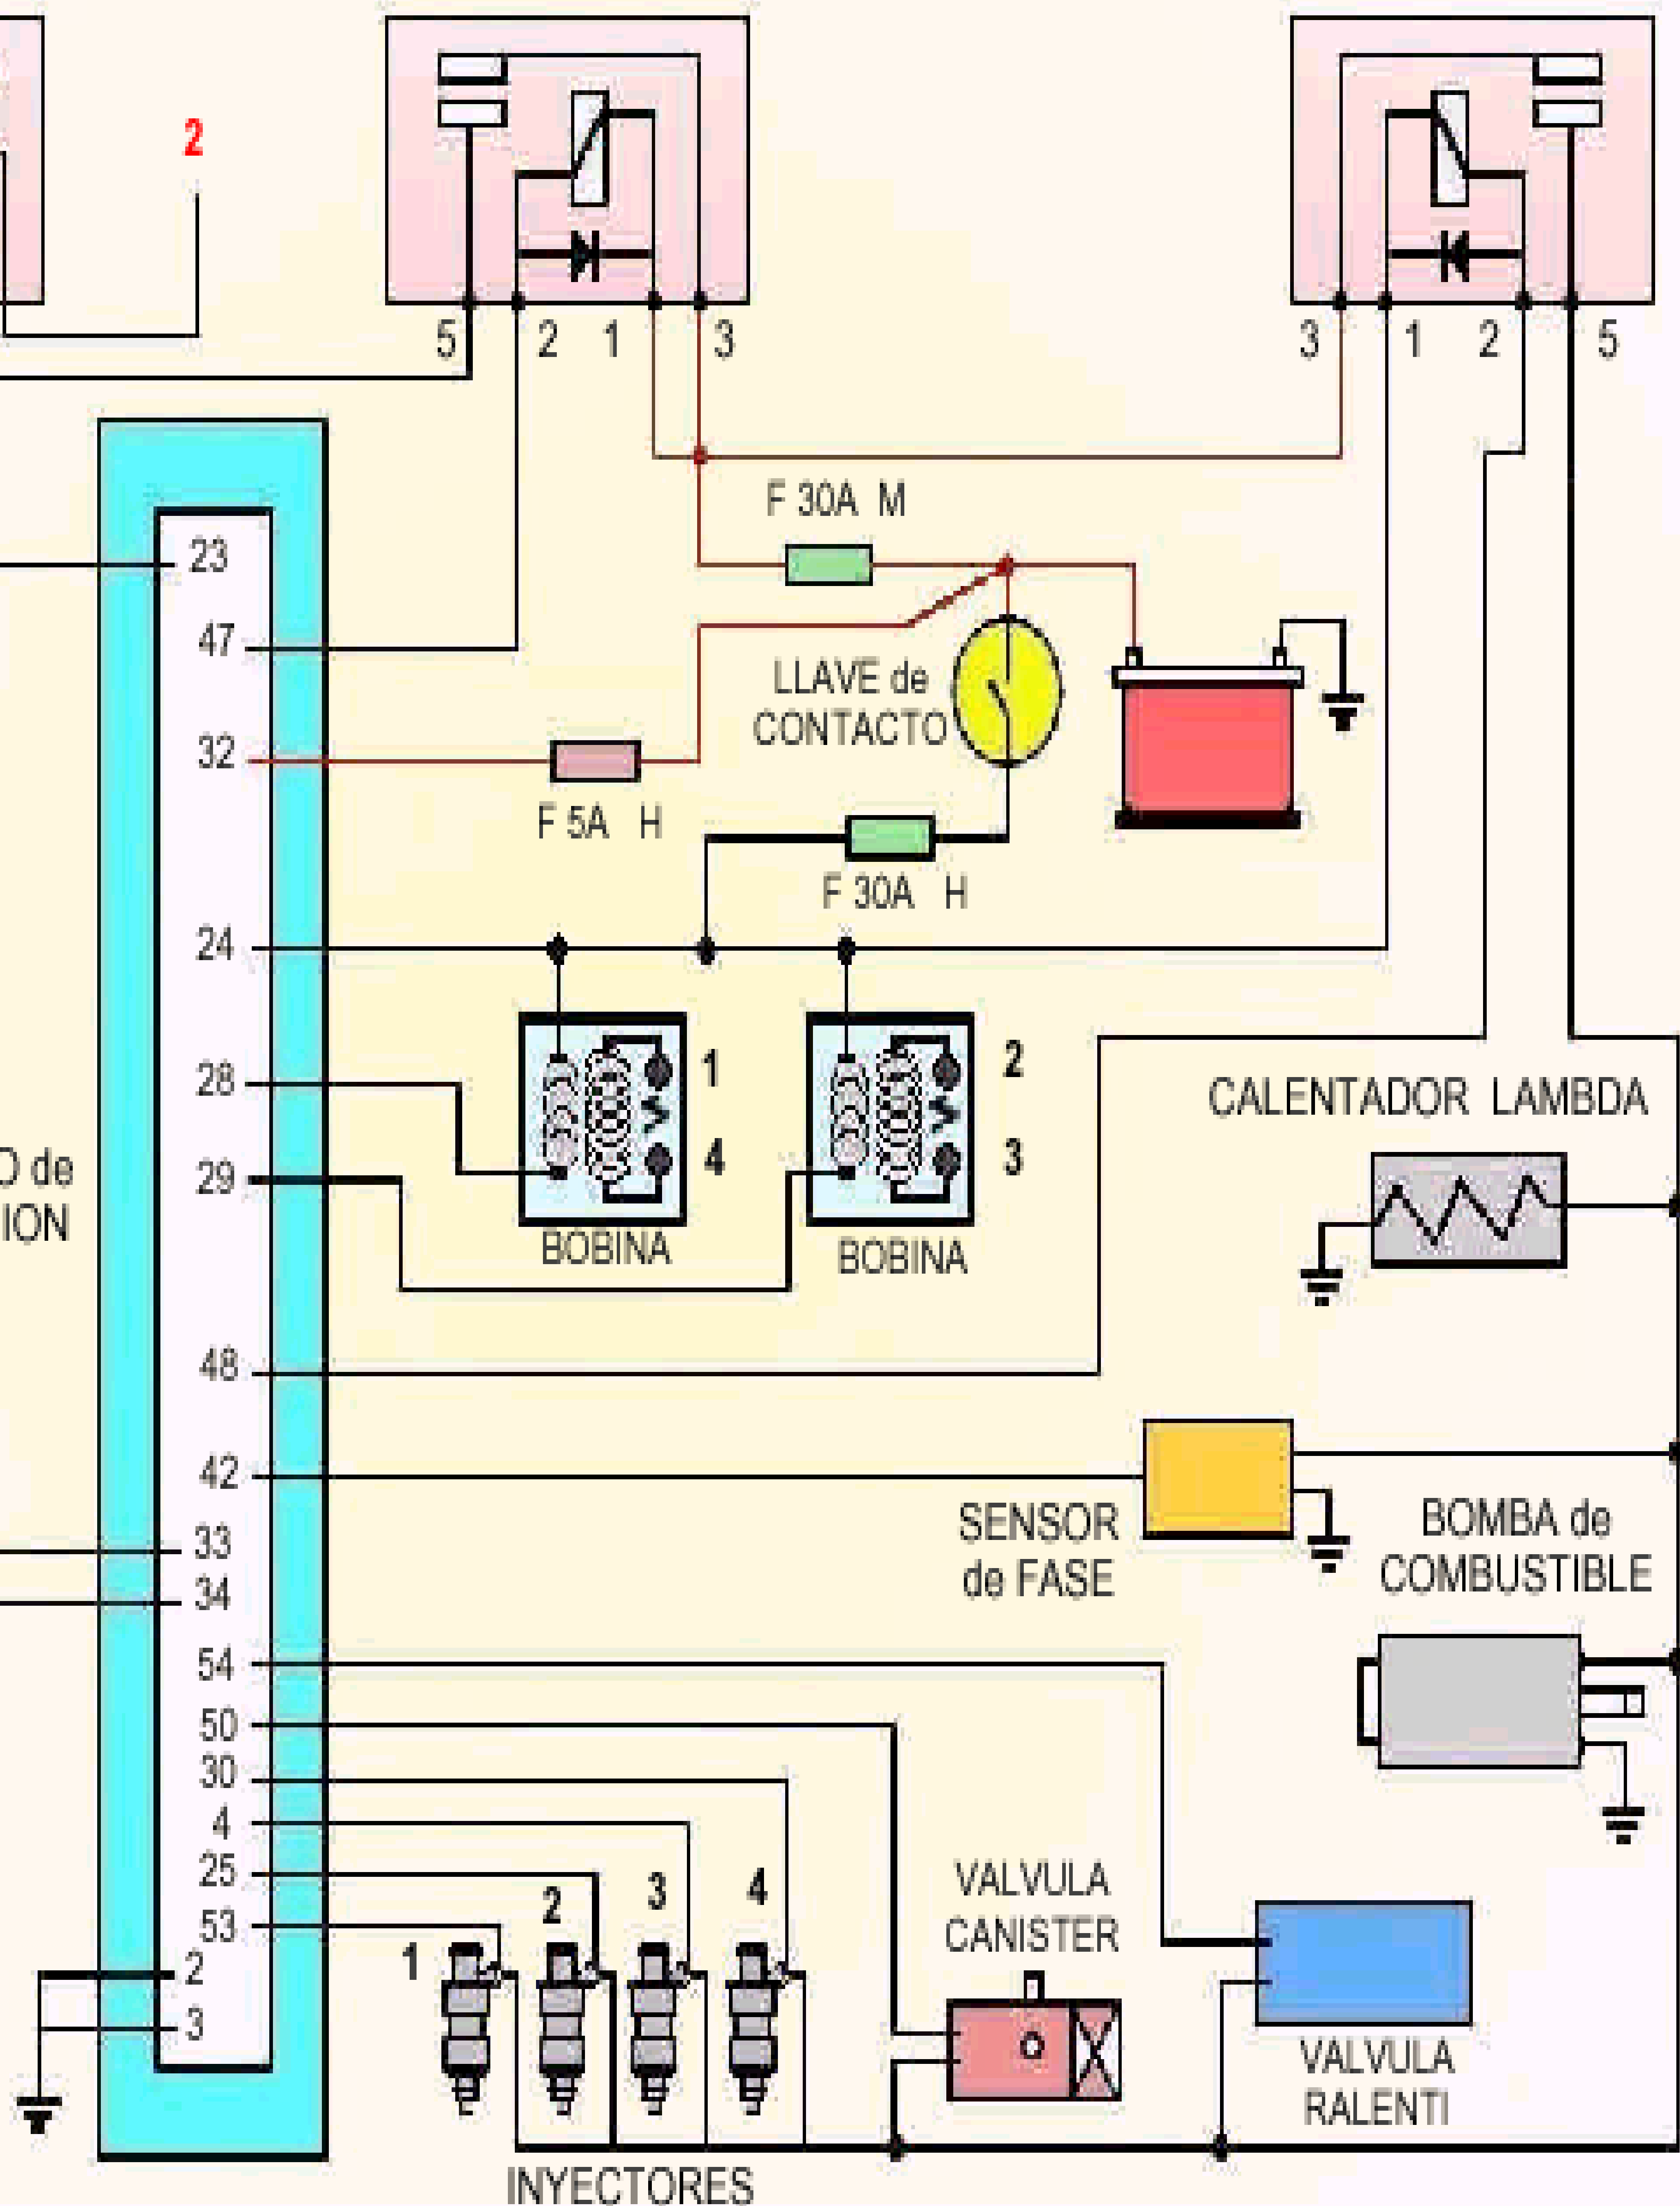 2
5 2 1 3
3 1 2 5
F 30A M
23
47
LLAVE de
CONTACTO
32
F 5A H
F 30A H
24
28
1
2
CALENTADOR LAMBDA
O de
29
4
3
ION
BOBINA
BOBINA
48
42
SENSOR
de FASE
BOMBA de
COMBUSTIBLE
33
34
54
50
30
4
25
53
2
3
1
2
3
4
VALVULA
CANISTER
VALVULA
RALENTI
INYECTORES